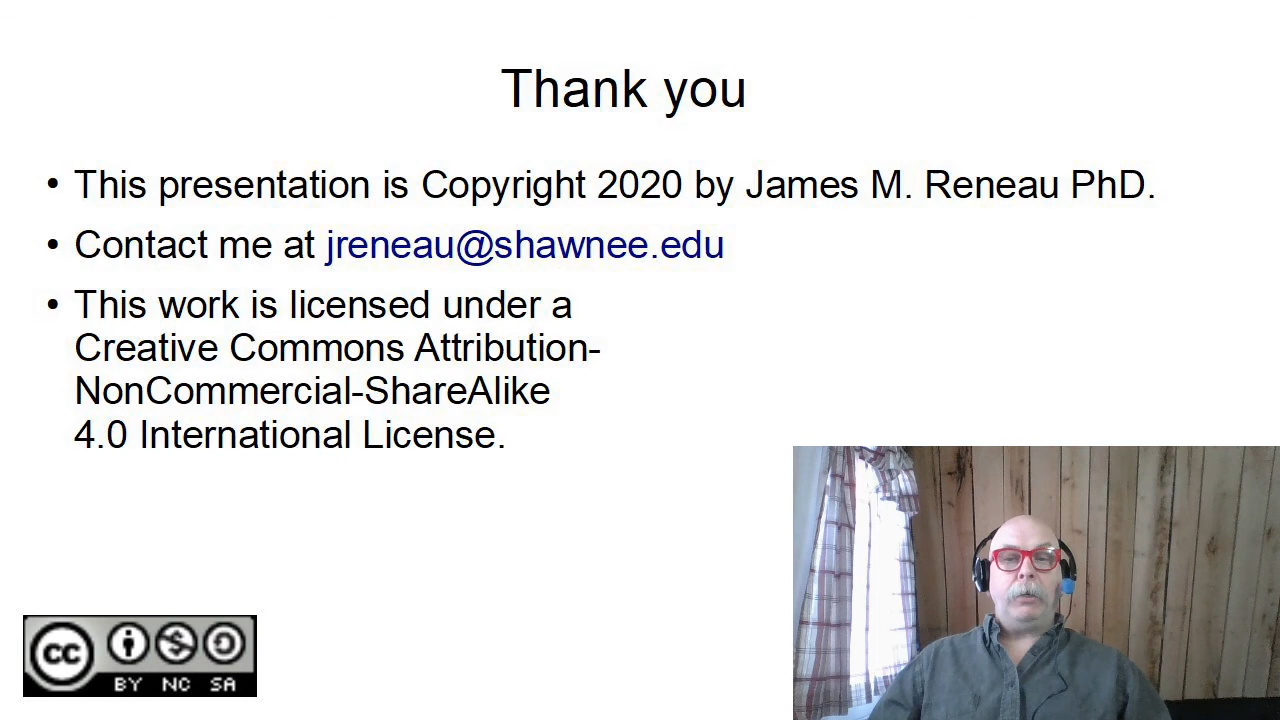 Thank you
• This presentation is Copyright 2020 by James M. Reneau PhD.
• Contact me at jreneau@shawnee.edu
• This work is licensed under a
Creative Commons Attribution-
NonCommercial-ShareAlike
4.0 International License.
cc
BY NC SA